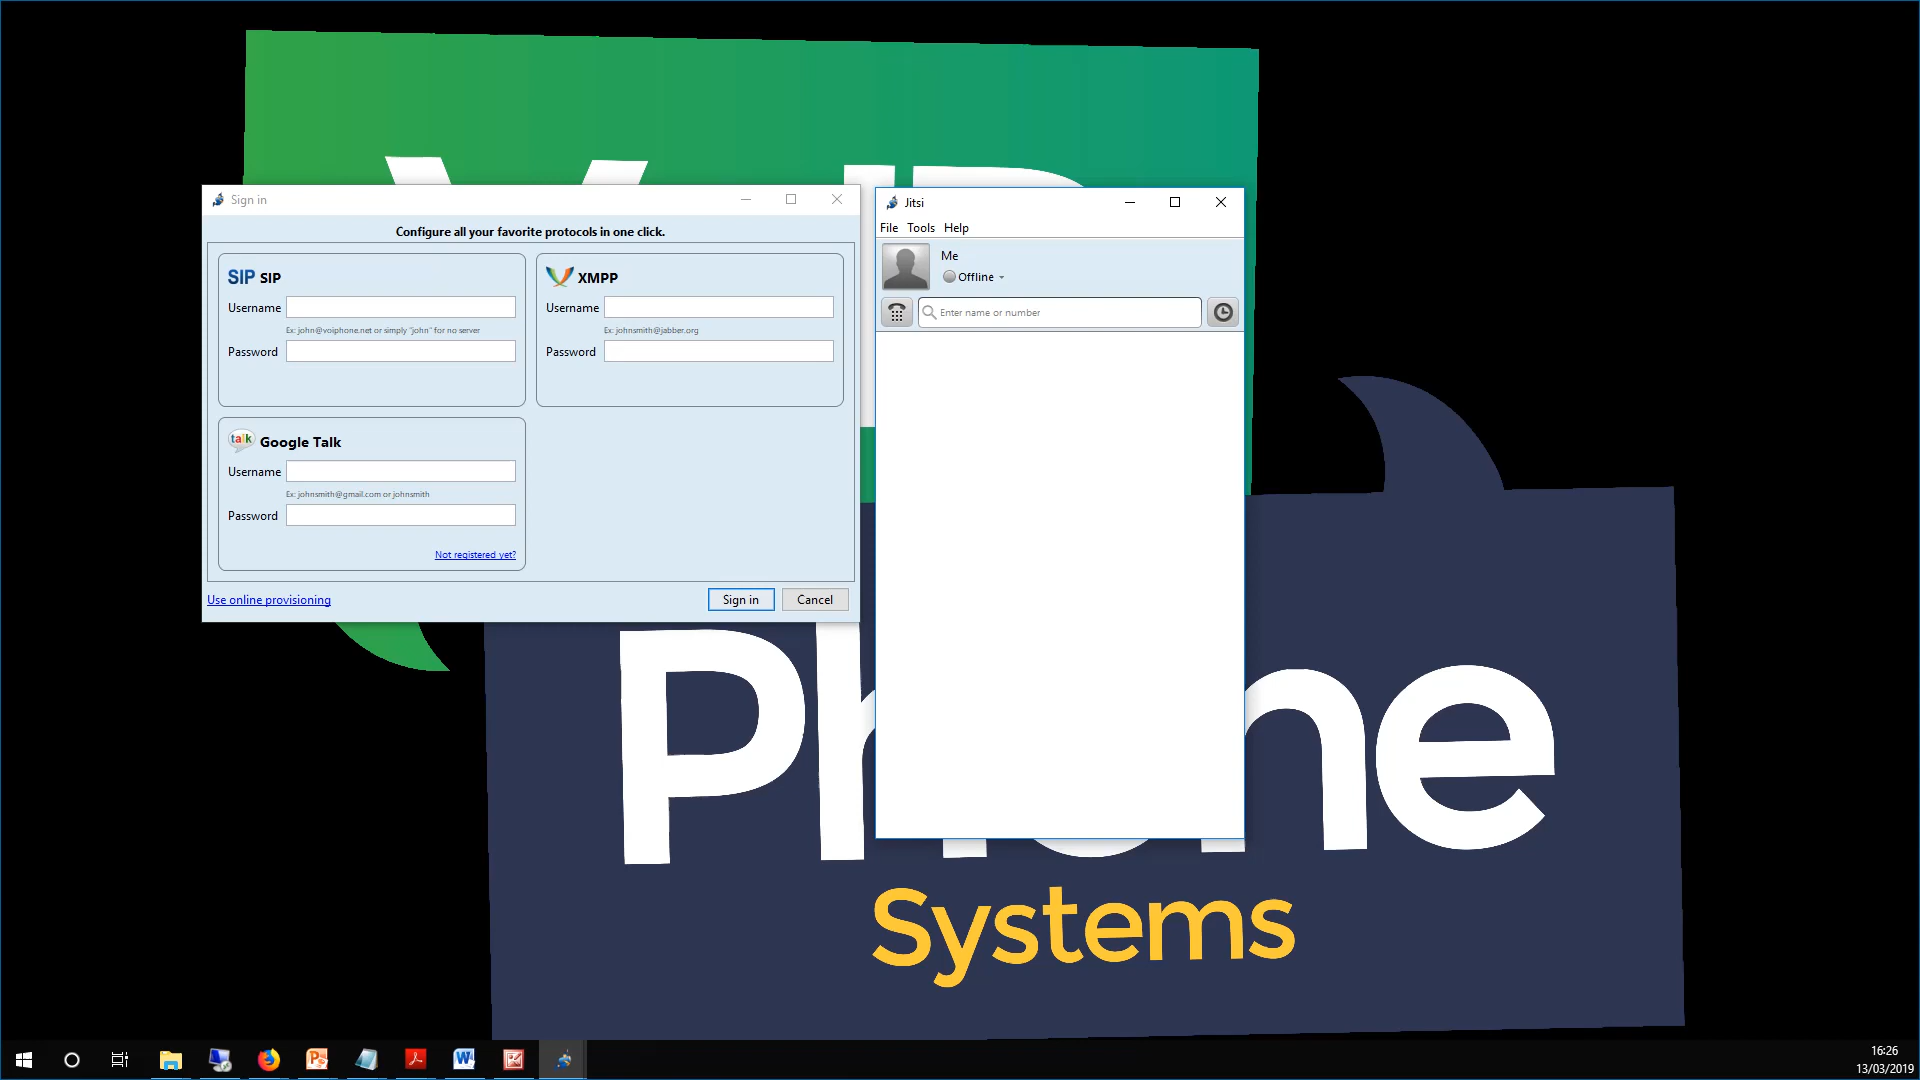 Sign in
Configure all your favorite protocols in one click.
SIP SIP
Username
Ex: john@voiphone.net or simply "john" for no server
Password
XMPP
Username
Ex: johnsmith@jabber.org
Password
talk Google Talk
Username
Ex: johnsmith@gmail.com or johnsmith
Password
Not registered yet?
Use online provisioning
Sign in
Cancel
Jitsi
File Tools Help
Me
Offline
Enter name or number
Systems
16:26
13/03/2019